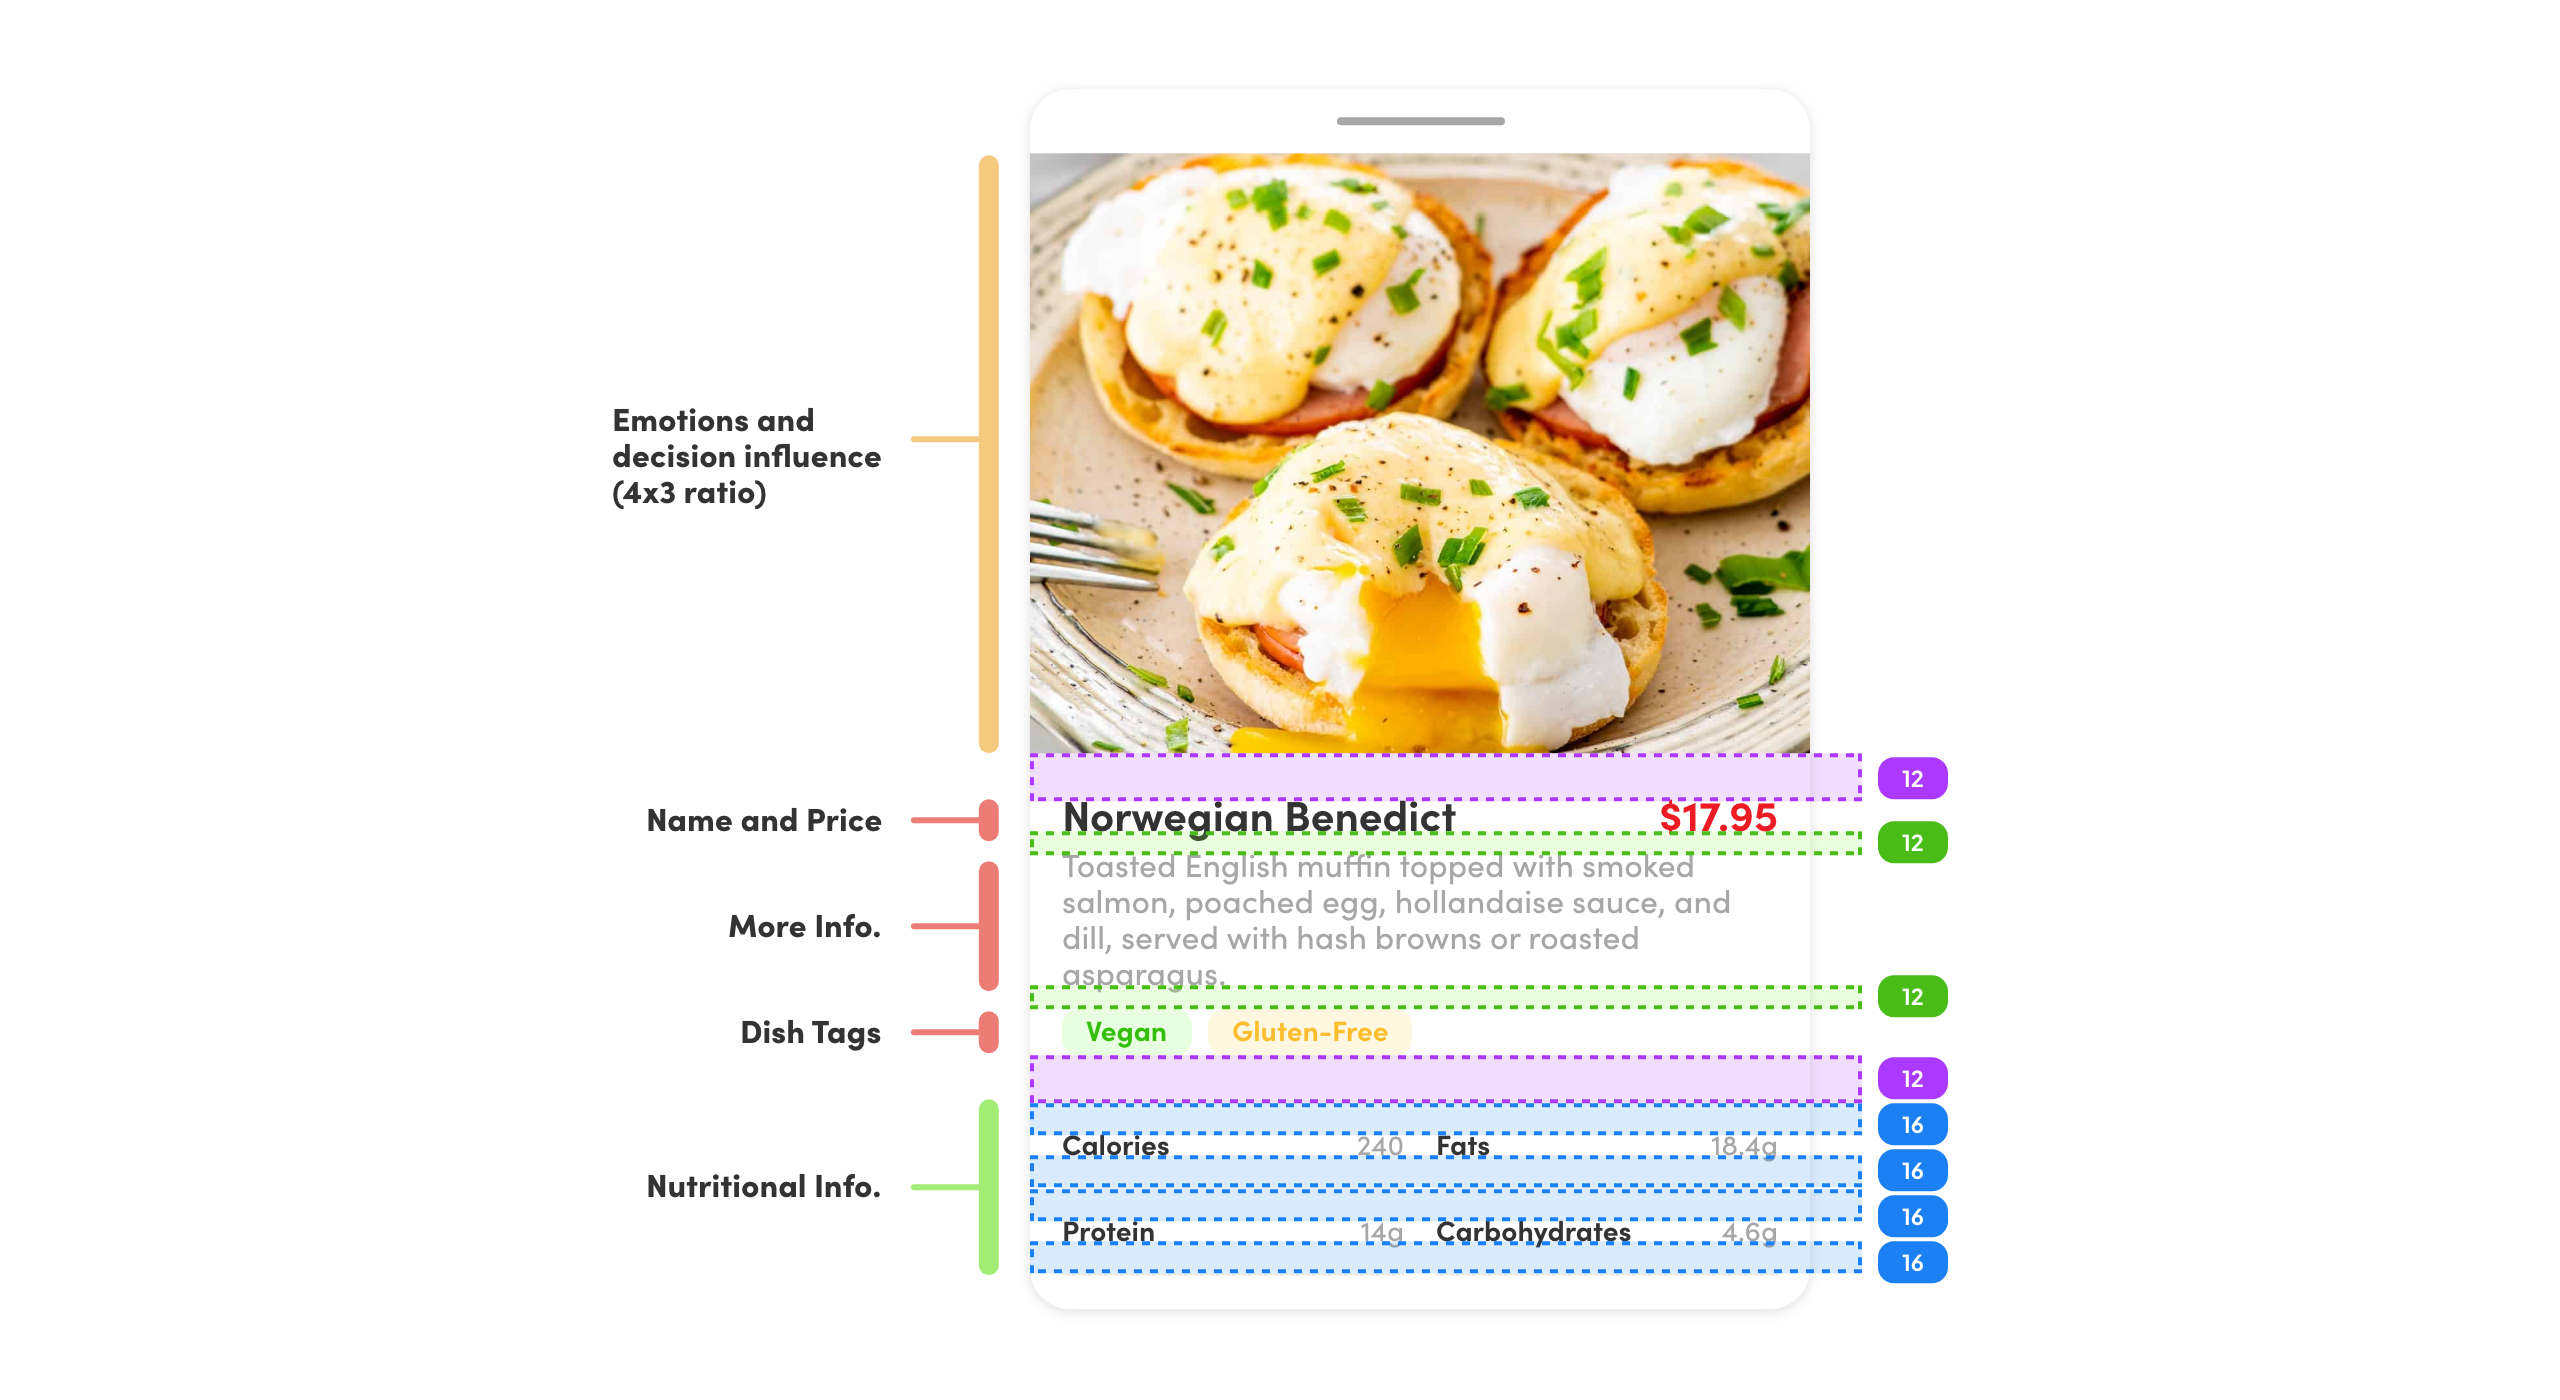 Emotions and
decision influence
(4x3 ratio)
12
Name and Price
Norwegian Benedict $17.95
12
More Info.
Toasted English muffin topped with smoked
salmon, poached egg, hollandaise sauce, and
dill, served with hash browns or roasted
asparagus.
12
Dish Tags
Vegan Gluten-Free
12
16
Calories 240 Fats 18.4g
16
Nutritional Info.
16
Protein 14g Carbohydrates 4.6g
16